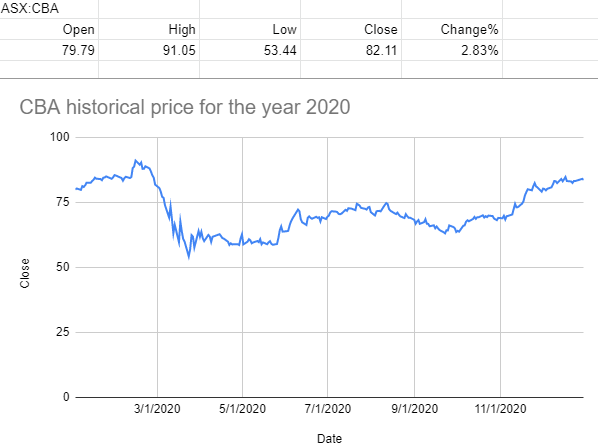 ASX:CBA
Open High Low Close Change%
79.79 91.05 53.44 82.11 2.83%
CBA historical price for the year 2020
100
75
50
25
0
Close
3/1/2020 5/1/2020 7/1/2020 9/1/2020 11/1/2020
Date